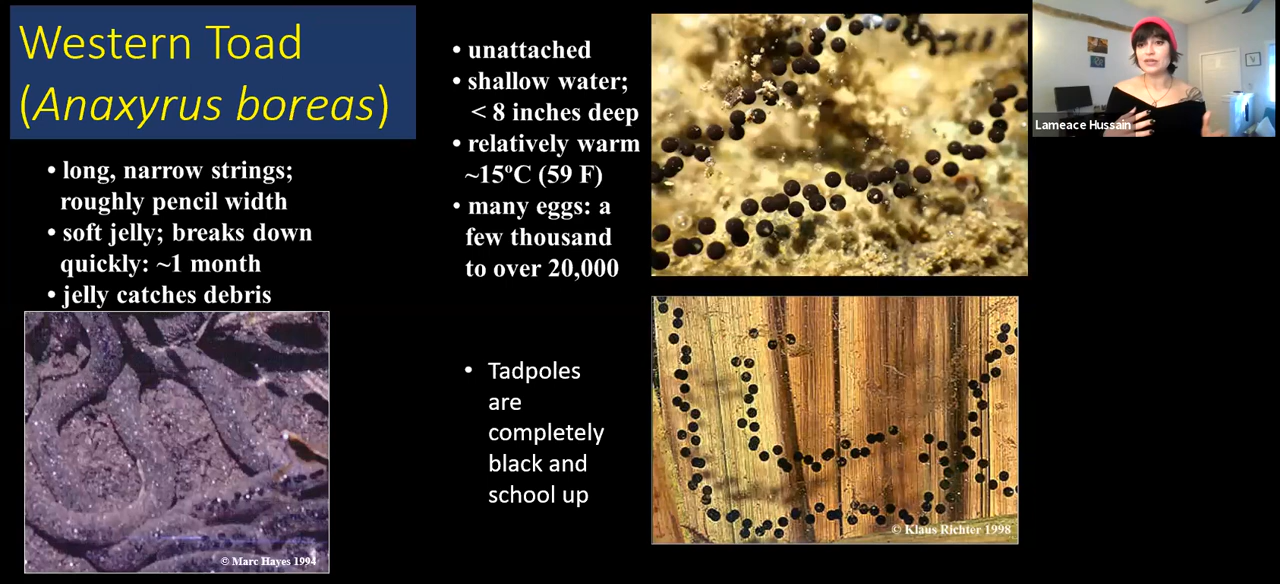 Western Toad
(Anaxyrus boreas)
• long, narrow strings;
roughly pencil width
• soft jelly; breaks down
quickly: ~1 month
• jelly catches debris
© Marc Hayes 1994
• unattached
• shallow water;
< 8 inches deep
• relatively warm
~15ºC (59 F)
• many eggs: a
few thousand
to over 20,000
• Tadpoles
are
completely
black and
school up
© Klaus Richter 1998
Lameace Hussain